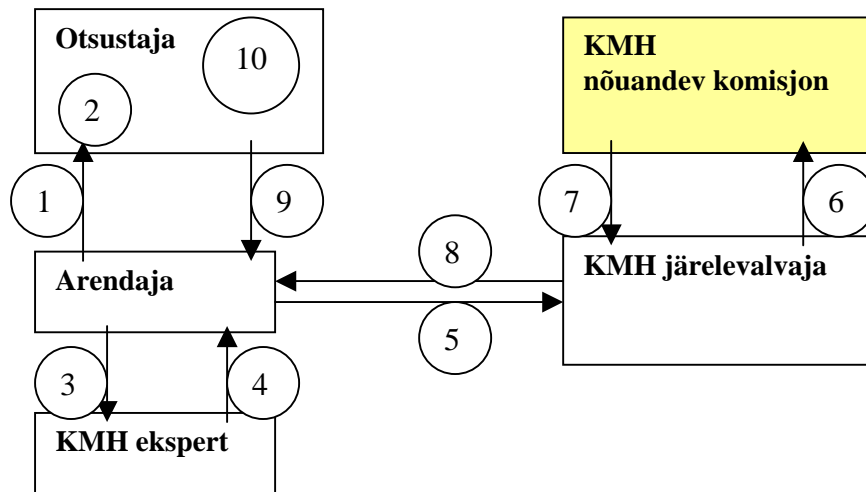 Otsustaja
10
2
KMH
nõuandev komisjon
1
9
7
6
Arendaja
8
KMH järelevalvaja
5
3
4
KMH ekspert